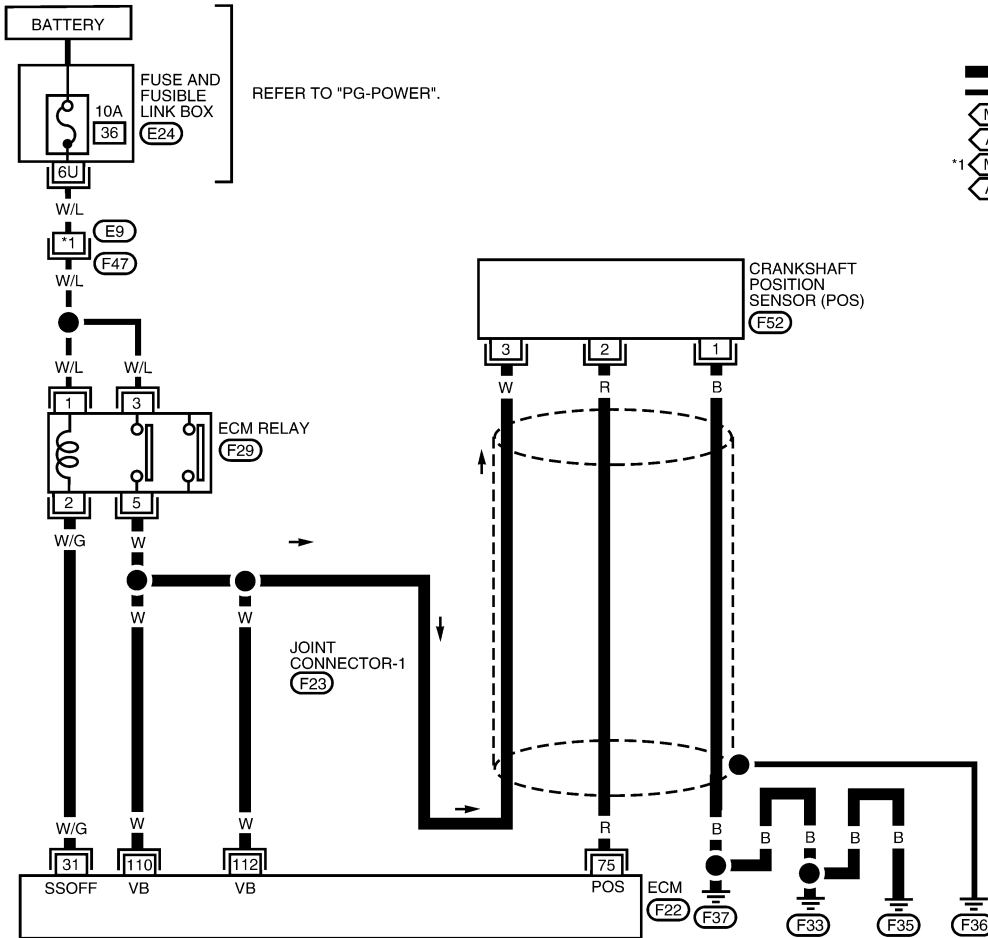 BATTERY
FUSE AND
FUSIBLE
LINK BOX
E24
10A
36
REFER TO "PG-POWER".
6U
W/L
*1
E9
F47
W/L
*1
W/L
W/L
1
3
ECM RELAY
F29
2
5
W/G
W
CRANKSHAFT
POSITION
SENSOR (POS)
F52
3
2
1
W
R
B
W
W
JOINT
CONNECTOR-1
F23
W/G
W
W
R
B
B
B
B
B
31
110
112
75
SSOFF
VB
VB
POS
ECM
F22
F37
F33
F35
F36